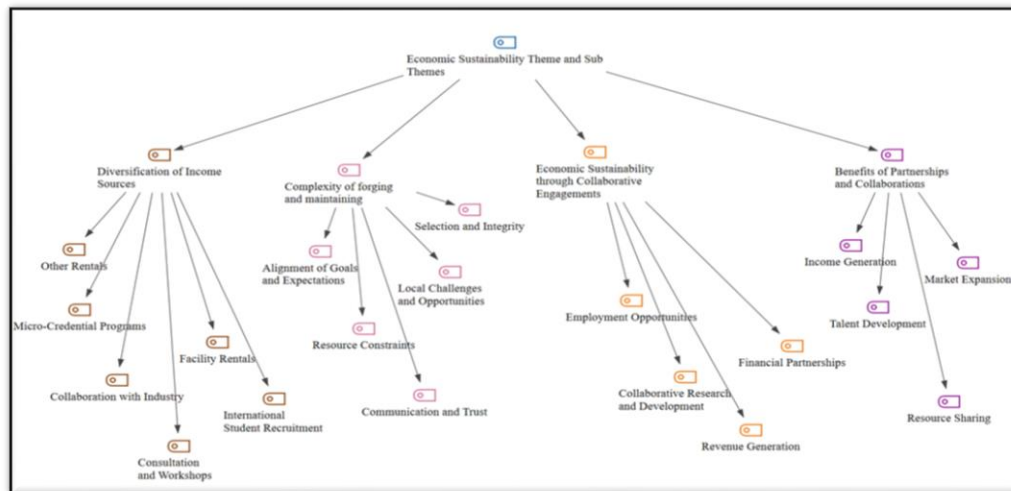 Economic Sustainability Theme and Sub
Themes
Diversification of Income
Sources
Complexity of forging
and maintaining
Economic Sustainability
through Collaborative
Engagements
Benefits of Partnerships
and Collaborations
Other Rentals
Micro-Credential Programs
Collaboration with Industry
Consultation
and Workshops
Facility Rentals
International
Student Recruitment
Selection and Integrity
Alignment of Goals
and Expectations
Local Challenges
and Opportunities
Resource Constraints
Communication and Trust
Employment Opportunities
Financial Partnerships
Collaborative Research
and Development
Revenue Generation
Income Generation
Market Expansion
Talent Development
Resource Sharing